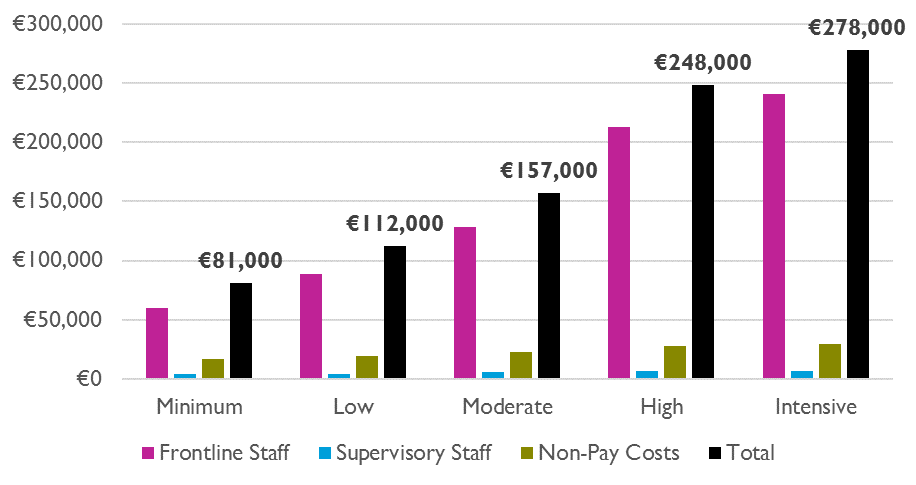 €300,000
€250,000
€200,000
€150,000
€100,000
€50,000
€0
€81,000
€112,000
€157,000
€248,000
€278,000
Minimum
Low
Moderate
High
Intensive
Frontline Staff
Supervisory Staff
Non-Pay Costs
Total